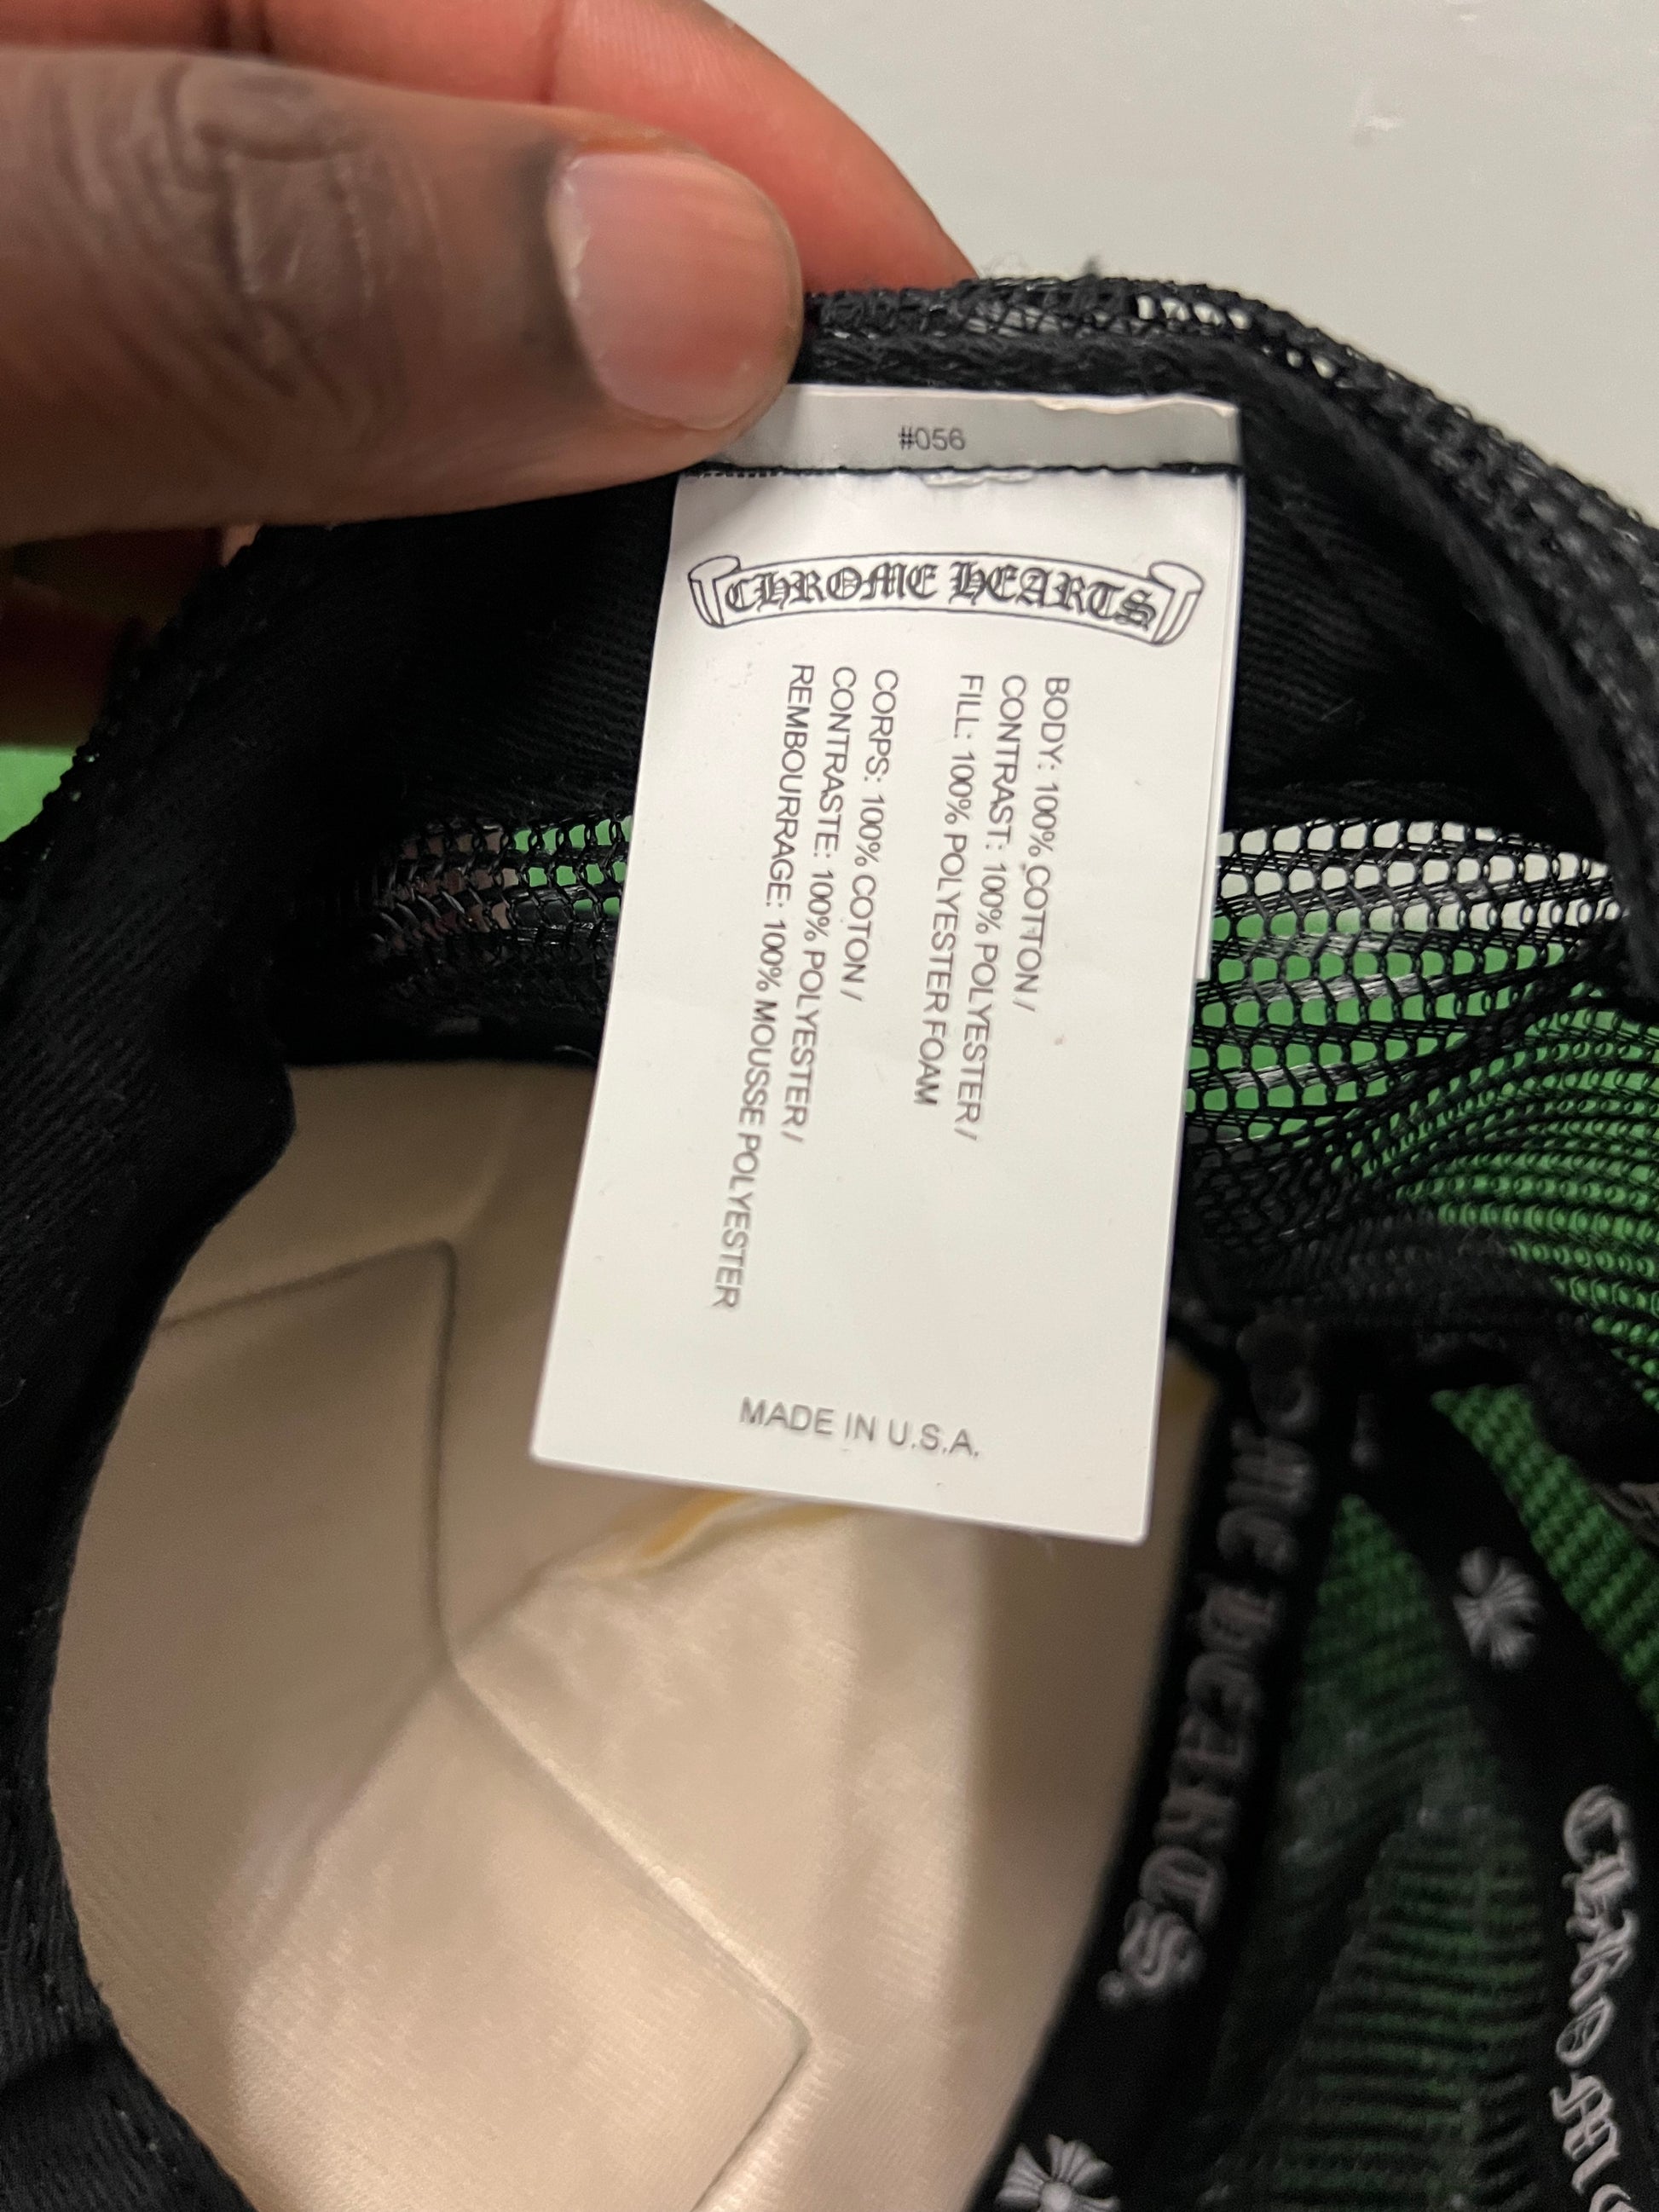 #056
CHROME HEARTS
BODY: 100% COTTON /
CONTRAST: 100% POLYESTER /
FILL: 100% POLYESTER FOAM
CORPS: 100% COTON /
CONTRASTE: 100% POLYESTER /
REMBOURRAGE: 100% MOUSSE POLYESTER
MADE IN U.S.A.
Hearts
Chrom